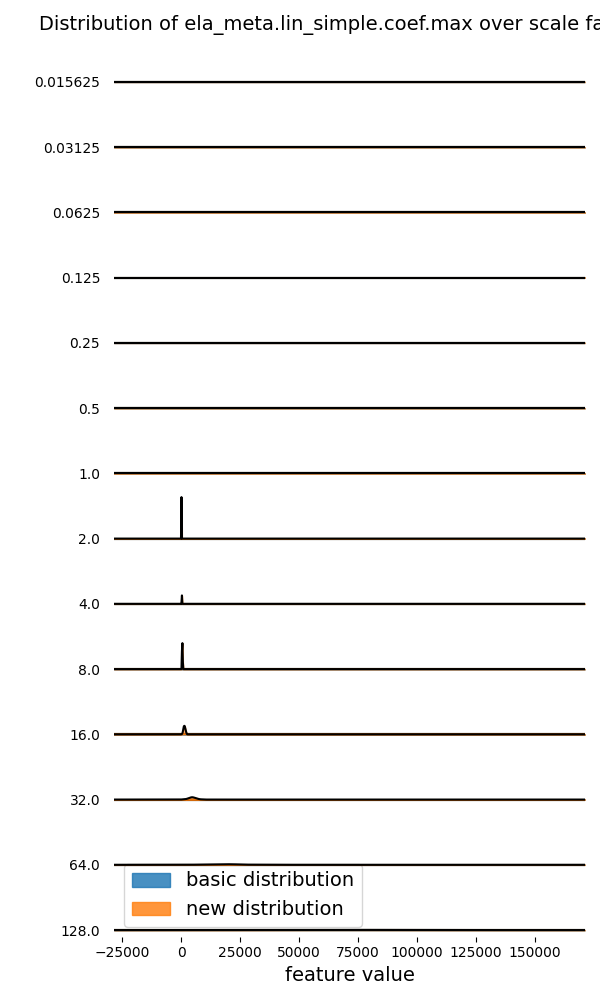 Distribution of ela_meta.lin_simple.coef.max over scale fa
0.015625
0.03125
0.0625
0.125
0.25
0.5
1.0
2.0
4.0
8.0
16.0
32.0
64.0
basic distribution
new distribution
128.0
−25000 0 25000 50000 75000 100000 125000 150000
feature value